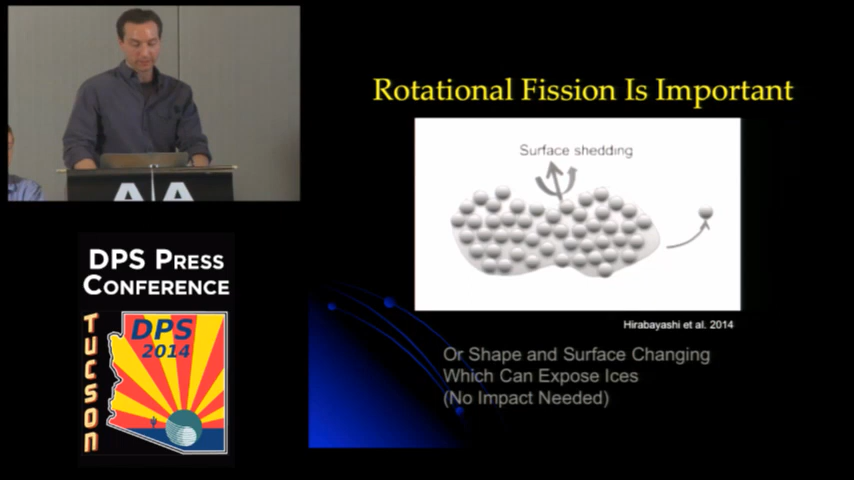 Rotational Fission Is Important
Surface shedding
Hirabayashi et al. 2014
Or Shape and Surface Changing
Which Can Expose Ices
(No Impact Needed)
AA
DPS PRESS
CONFERENCE
TUCSON
DPS
2014